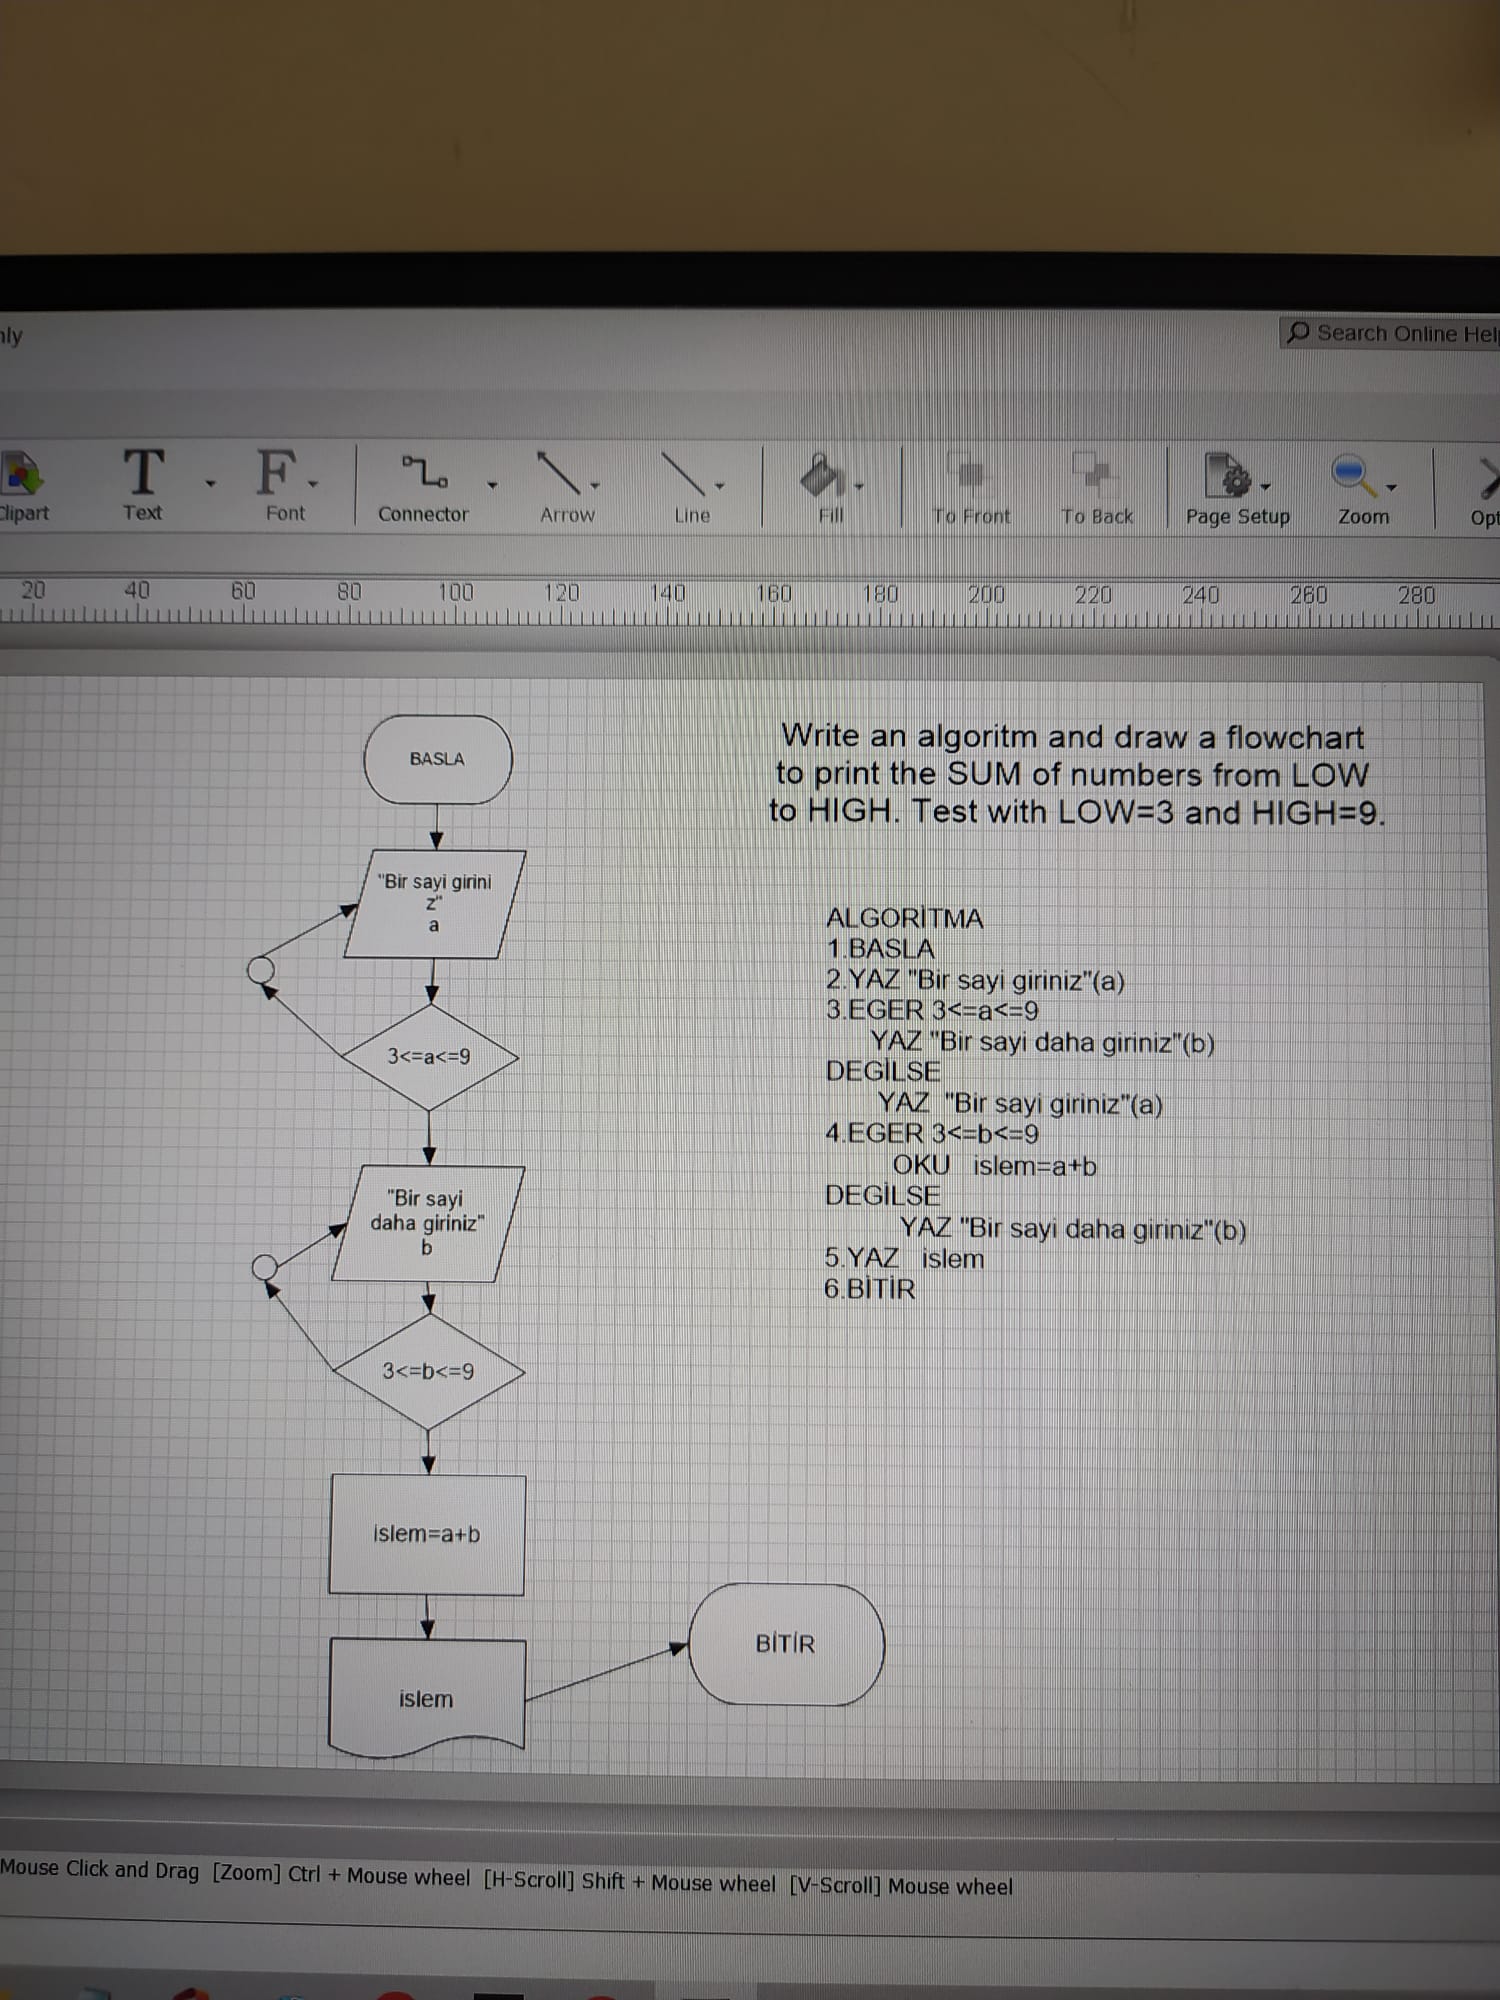 nly
Search Online Help
Clipart
Text
Font
Connector
Arrow
Line
Fill
To Front
To Back
Page Setup
Zoom
20 40 60 80 100 120 140 160 180 200 220 240 260 280
BASLA
"Bir sayi girini
z"
a
3<=a<=9
"Bir sayi
daha giriniz"
b
3<=b<=9
islem=a+b
islem
BİTİR
Write an algoritm and draw a flowchart
to print the SUM of numbers from LOW
to HIGH. Test with LOW=3 and HIGH=9.
ALGORİTMA
1.BASLA
2.YAZ "Bir sayi giriniz"(a)
3.EGER 3<=a<=9
YAZ "Bir sayi daha giriniz"(b)
DEGİLSE
YAZ "Bir sayi giriniz"(a)
4.EGER 3<=b<=9
OKU islem=a+b
DEGİLSE
YAZ "Bir sayi daha giriniz"(b)
5.YAZ islem
6.BİTİR
Mouse Click and Drag [Zoom] Ctrl + Mouse wheel [H-Scroll] Shift + Mouse wheel [V-Scroll] Mouse wheel